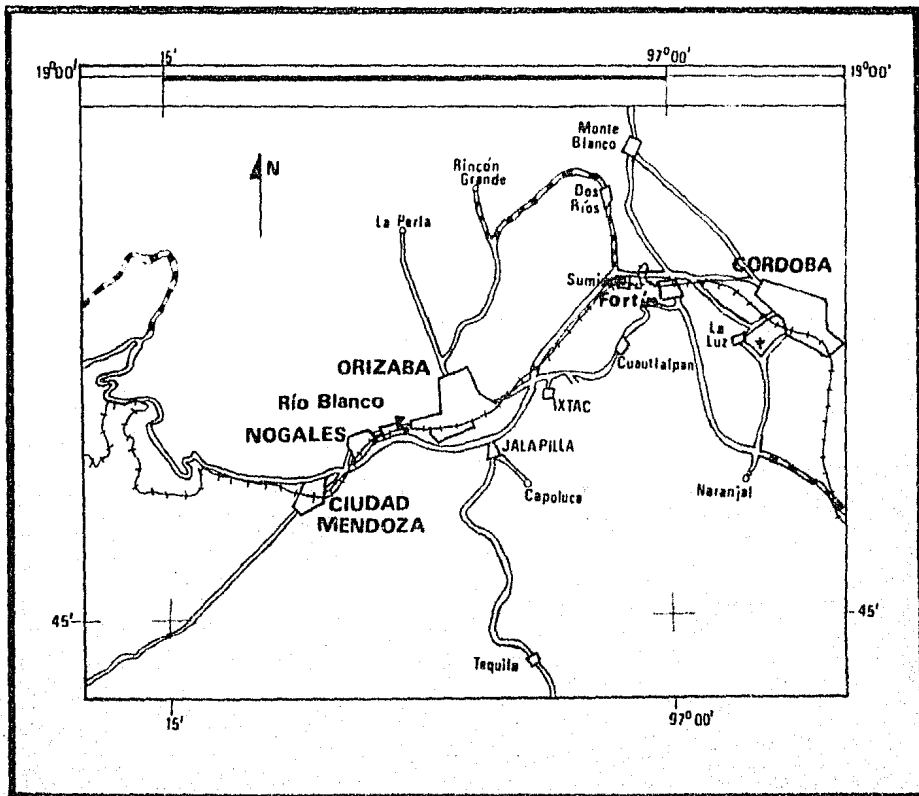 15'
97°00'
19°00'
19°00'
Monte
Blanco
N
Rincón
Grande
Dos
Ríos
La Perla
CORDOBA
Fortín
La
Luz
ORIZABA
Cuautlalpan
Río Blanco
IXTAC
NOGALES
JALAPILLA
Capoluca
Naranjal
CIUDAD
MENDOZA
45'
45'
Tequila
15'
97°00'